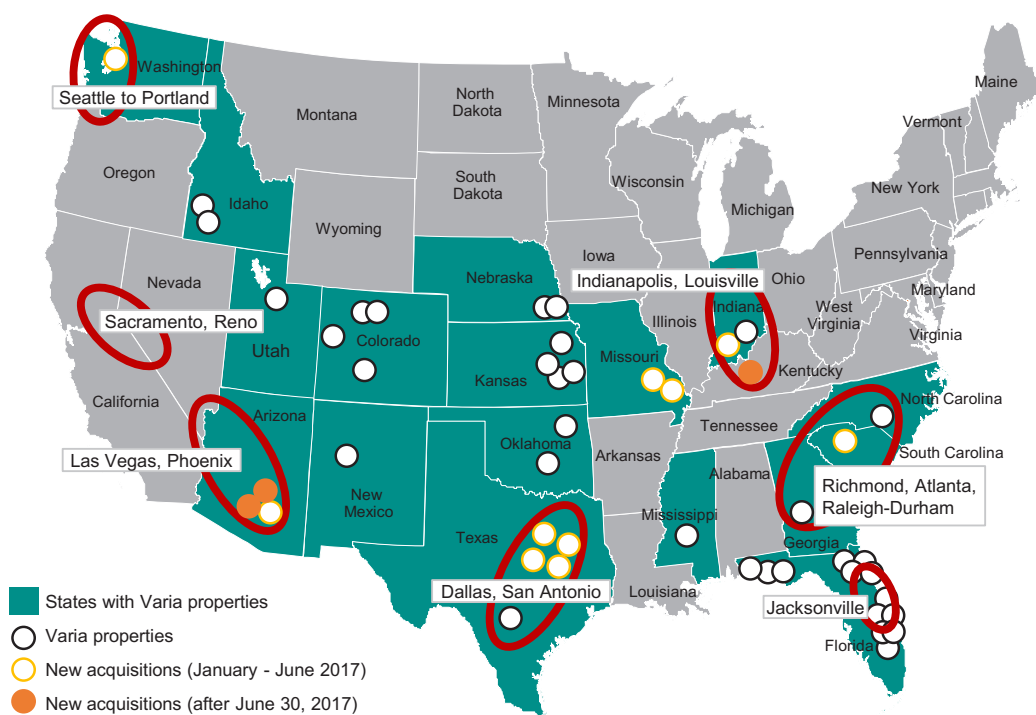 Washington
Seattle to Portland
Montana
North
Dakota
Minnesota
Maine
Vermont
Oregon
Idaho
South
Dakota
Wisconsin
Michigan
New York
Wyoming
Iowa
Pennsylvania
Nebraska
Indianapolis, Louisville
Ohio
Nevada
Maryland
Sacramento, Reno
Illinois
Indiana
West
Virginia
Virginia
Utah
Colorado
Kansas
Missouri
Kentucky
California
Arizona
North Carolina
Tennessee
Oklahoma
Arkansas
South Carolina
Las Vegas, Phoenix
Alabama
Richmond, Atlanta,
Raleigh-Durham
New
Mexico
Mississippi
Texas
Georgia
Dallas, San Antonio
Louisiana
Jacksonville
Florida
States with Varia properties
Varia properties
New acquisitions (January - June 2017)
New acquisitions (after June 30, 2017)